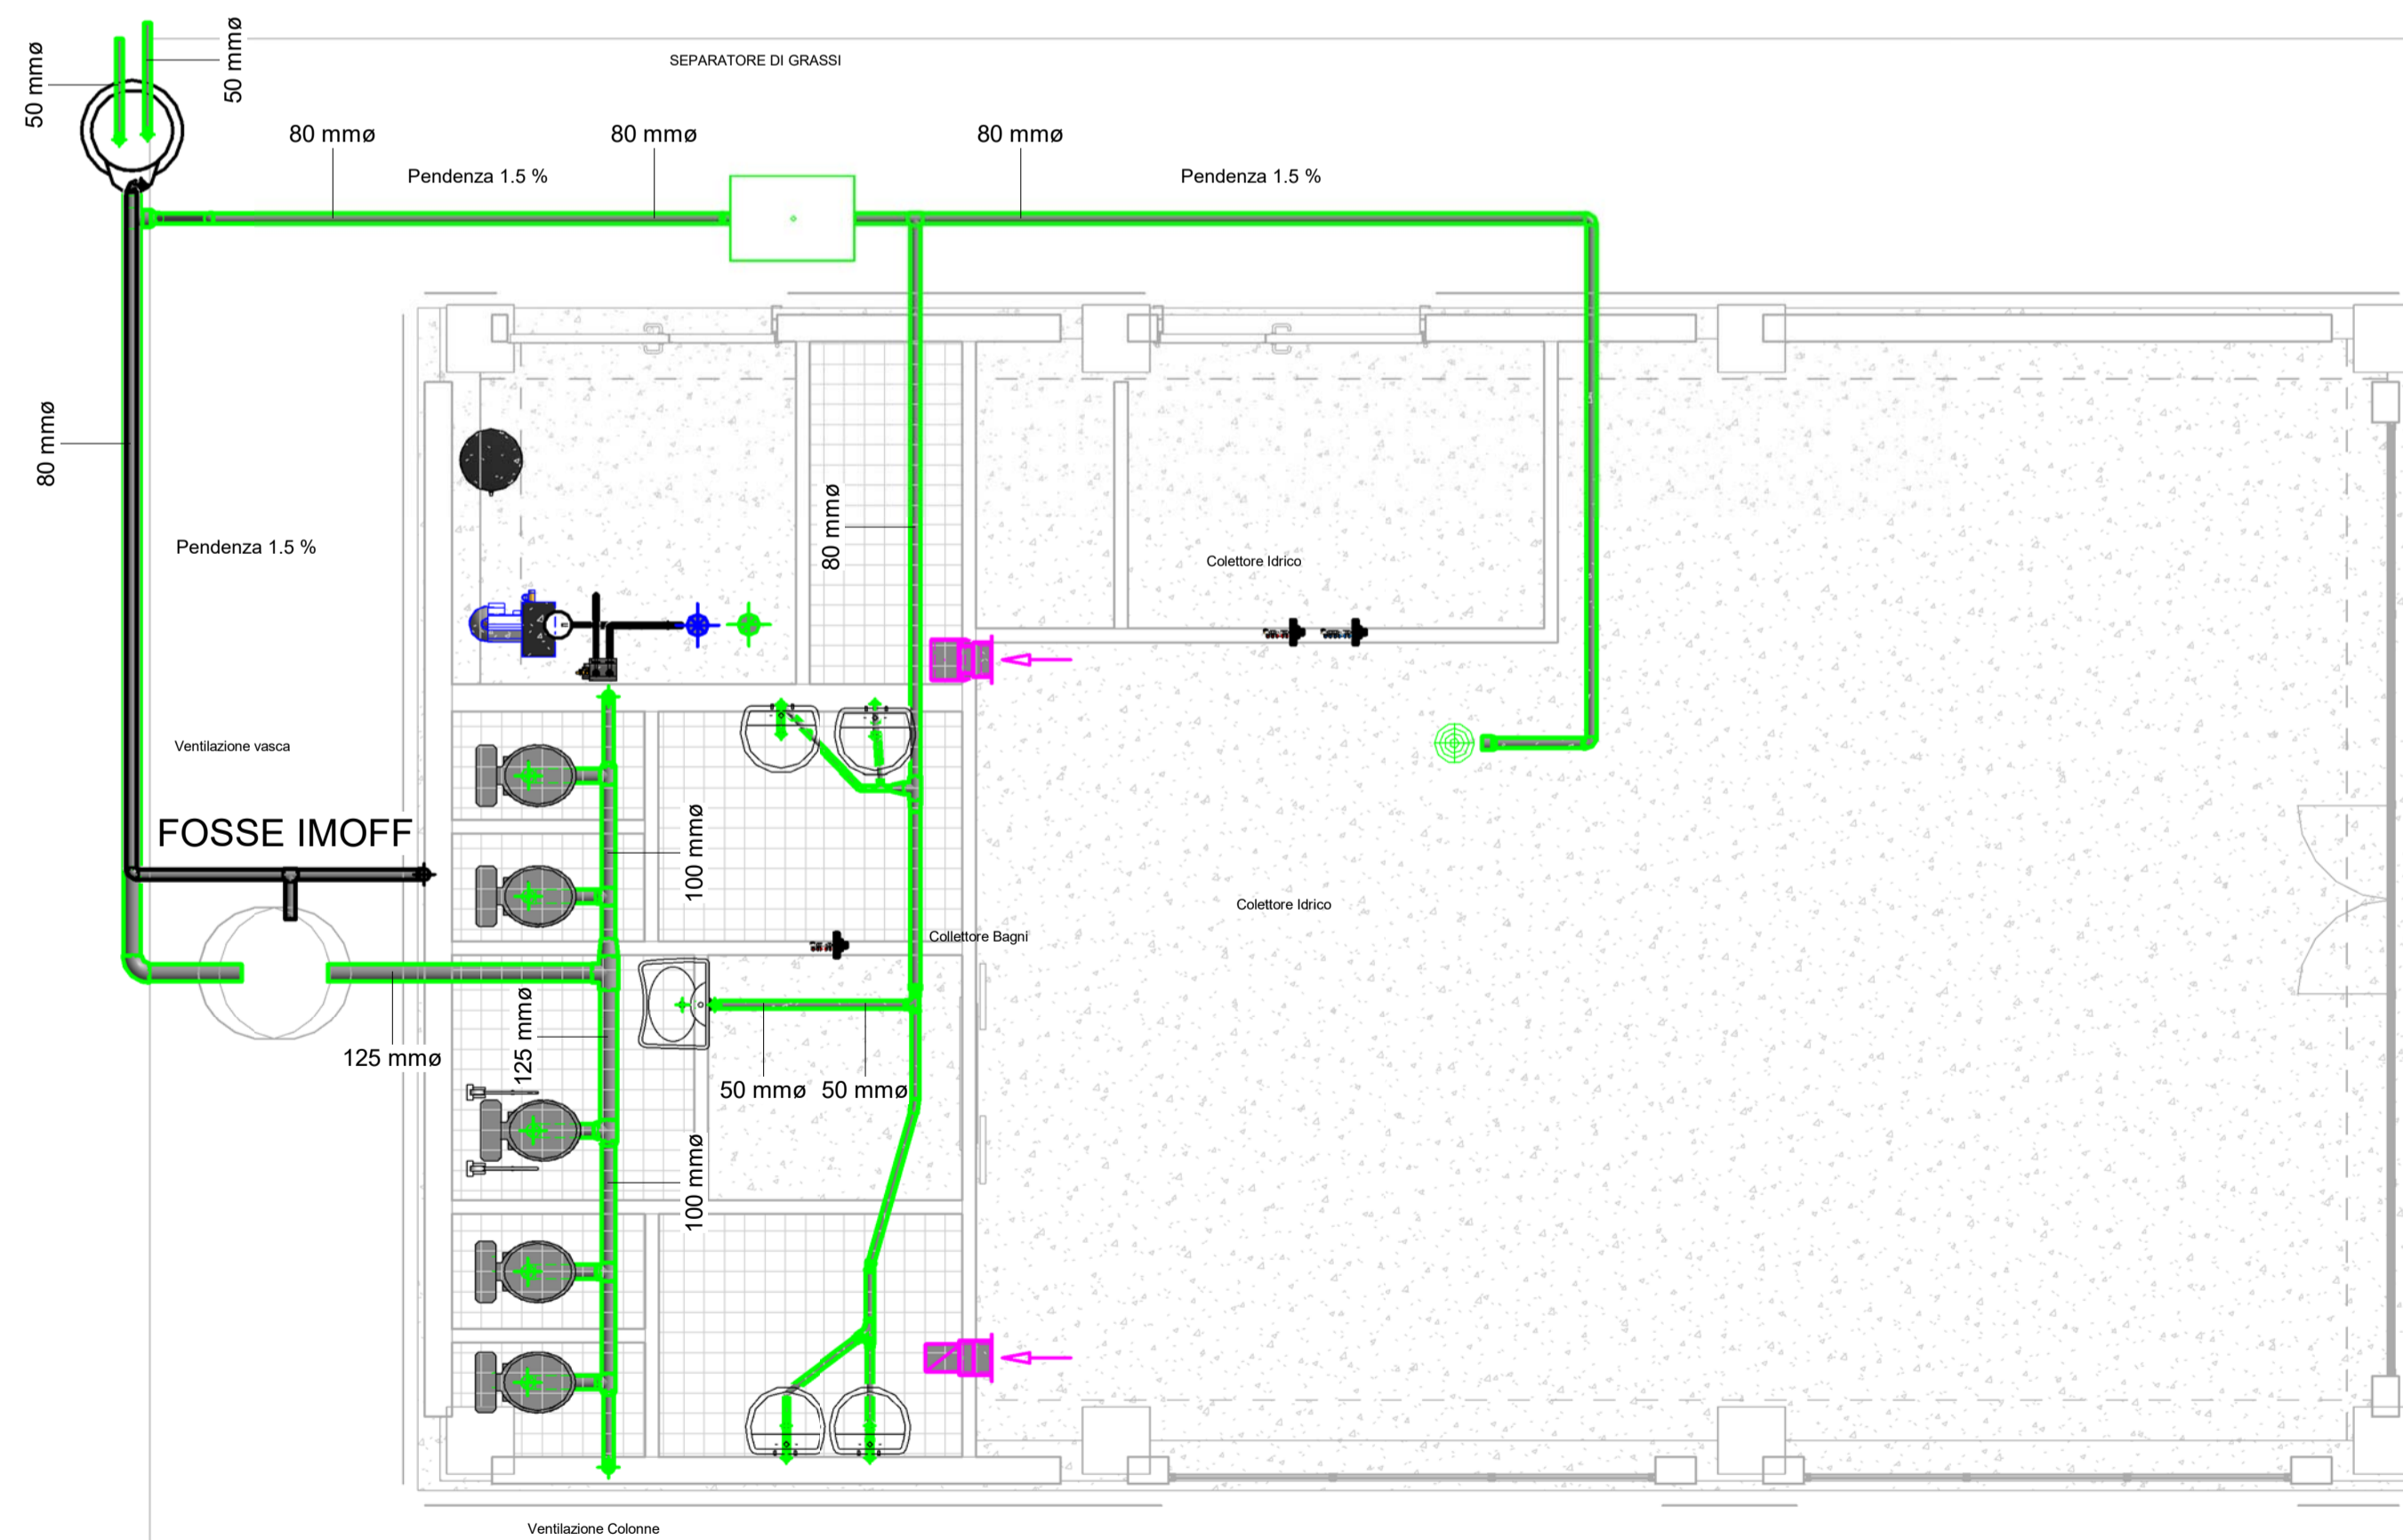 50 mmø
50 mmø
SEPARATORE DI GRASSI
80 mmø
80 mmø
80 mmø
Pendenza 1.5 %
Pendenza 1.5 %
80 mmø
80 mmø
Pendenza 1.5 %
Colettore Idrico
Ventilazione vasca
FOSSE IMOFF
100 mmø
Colettore Idrico
Collettore Bagni
125 mmø
125 mmø
50 mmø
50 mmø
100 mmø
Ventilazione Colonne